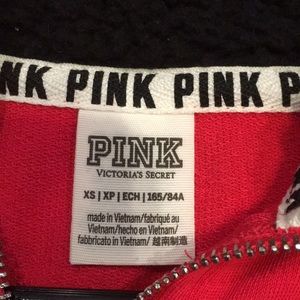 NK PINK PINK P
PINK
VICTORIA'S SECRET
XS | XP | ECH | 165/84A
made in Vietnam/fabriqué au
Vietnam/hecho en Vietnam/
fabbricato in Vietnam/ 越南制造